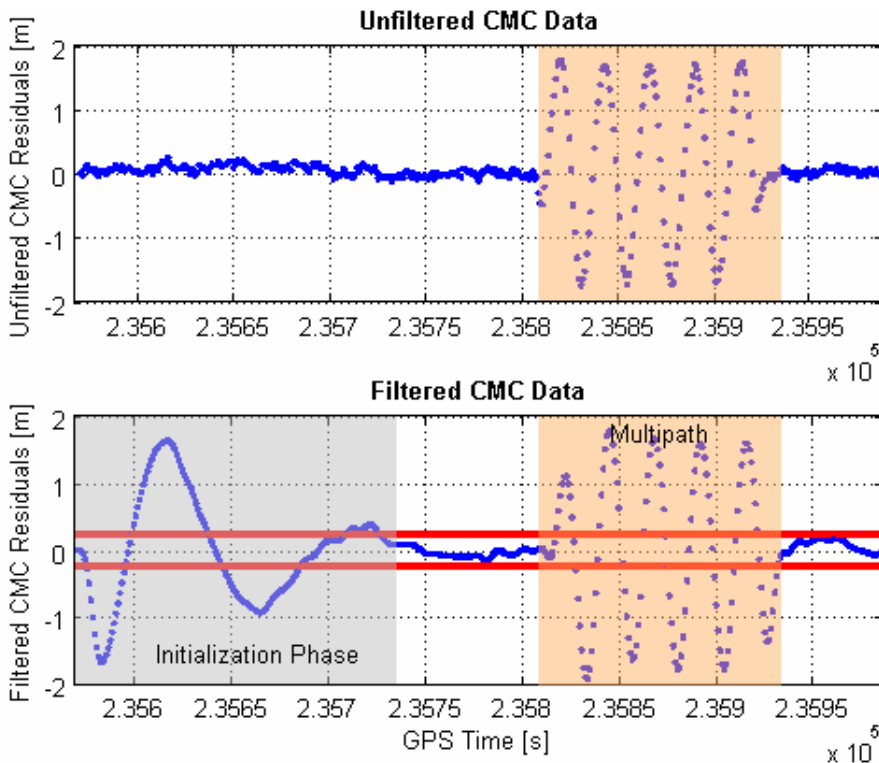 Unfiltered CMC Data
Unfiltered CMC Residuals [m]
2
1
0
-1
-2
2.356 2.3565 2.357 2.3575 2.358 2.3585 2.359 2.3595
x 10^5
Filtered CMC Data
Filtered CMC Residuals [m]
2
1
0
-1
-2
Multipath
Initialization Phase
2.356 2.3565 2.357 2.3575 2.358 2.3585 2.359 2.3595
GPS Time [s]
x 10^5